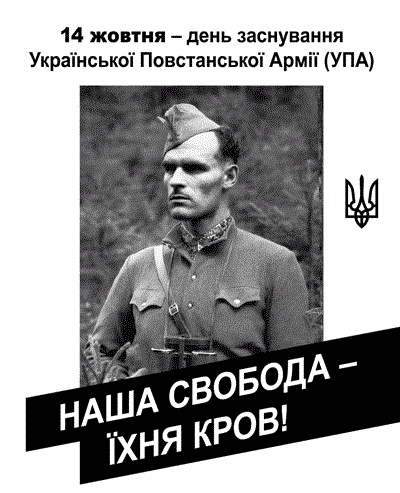 14 жовтня – день заснування
Української Повстанської Армії (УПА)
НАША СВОБОДА –
ЇХНЯ КРОВ!